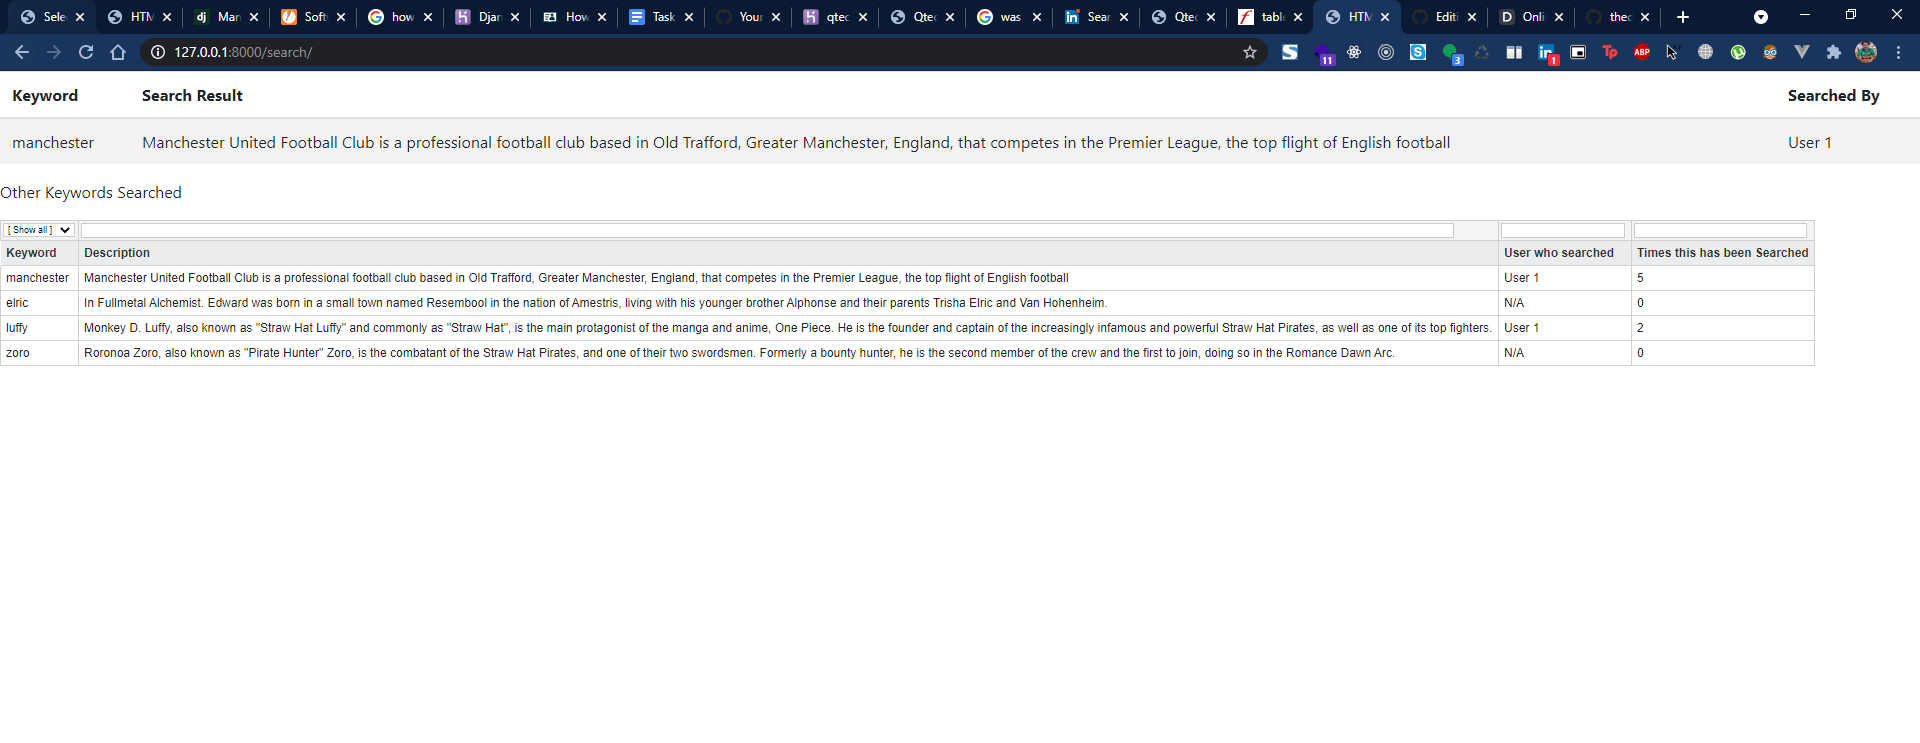 Sele HTM Man Soft how Djan How Task Your qtec Qtec was Sear Qtec table HTM Editi Onli thec
127.0.0.1:8000/search/
11 3 1 Tp ABP
Keyword Search Result Searched By
manchester Manchester United Football Club is a professional football club based in Old Trafford, Greater Manchester, England, that competes in the Premier League, the top flight of English football User 1
Other Keywords Searched
[ Show all ]
Keyword Description User who searched Times this has been Searched
manchester Manchester United Football Club is a professional football club based in Old Trafford, Greater Manchester, England, that competes in the Premier League, the top flight of English football User 1 5
elric In Fullmetal Alchemist. Edward was born in a small town named Resembool in the nation of Amestris, living with his younger brother Alphonse and their parents Trisha Elric and Van Hohenheim. N/A 0
luffy Monkey D. Luffy, also known as "Straw Hat Luffy" and commonly as "Straw Hat", is the main protagonist of the manga and anime, One Piece. He is the founder and captain of the increasingly infamous and powerful Straw Hat Pirates, as well as one of its top fighters. User 1 2
zoro Roronoa Zoro, also known as "Pirate Hunter" Zoro, is the combatant of the Straw Hat Pirates, and one of their two swordsmen. Formerly a bounty hunter, he is the second member of the crew and the first to join, doing so in the Romance Dawn Arc. N/A 0